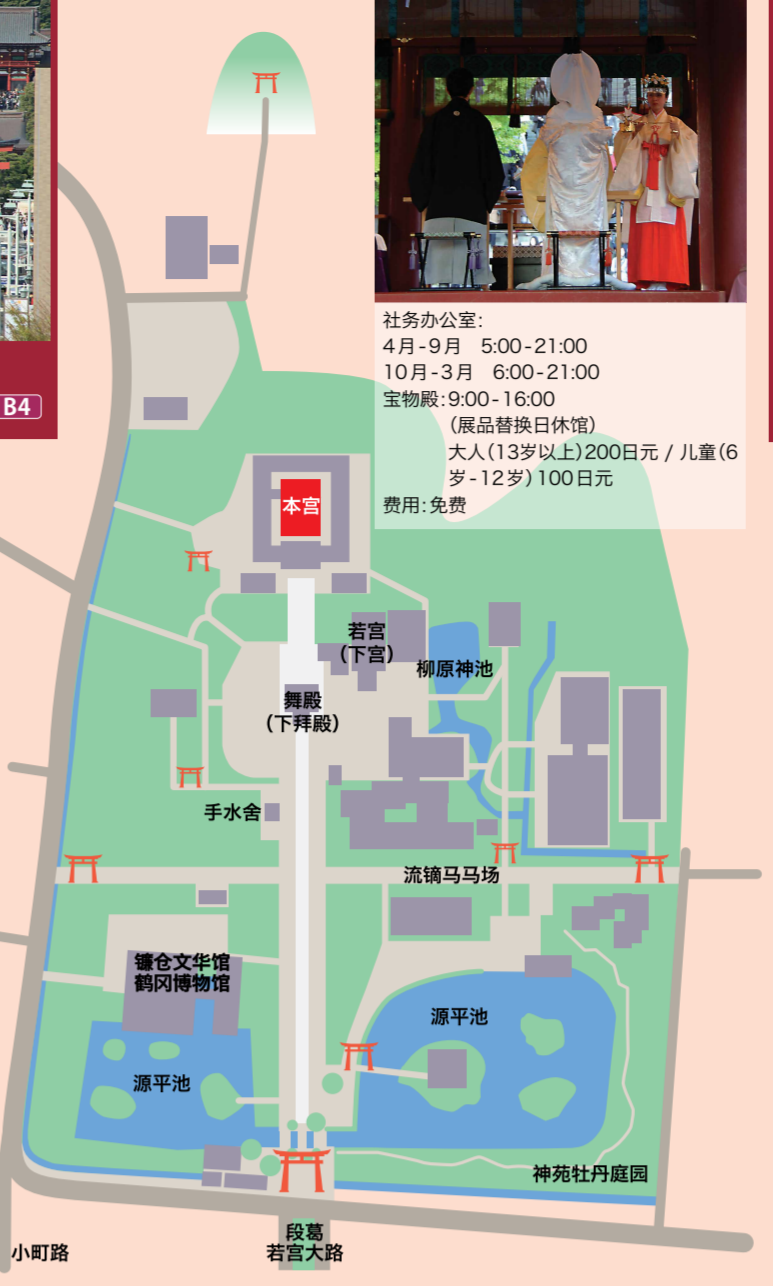 B4
社务办公室:
4月-9月 5:00-21:00
10月-3月 6:00-21:00
宝物殿:9:00-16:00
(展品替换日休馆)
大人(13岁以上)200日元 / 儿童(6
岁-12岁)100日元
费用:免费
本宫
若宫
(下宫)
柳原神池
舞殿
(下拜殿)
手水舍
流镝马马场
镰仓文华馆
鹤冈博物馆
源平池
源平池
神苑牡丹庭园
段葛
若宫大路
小町路